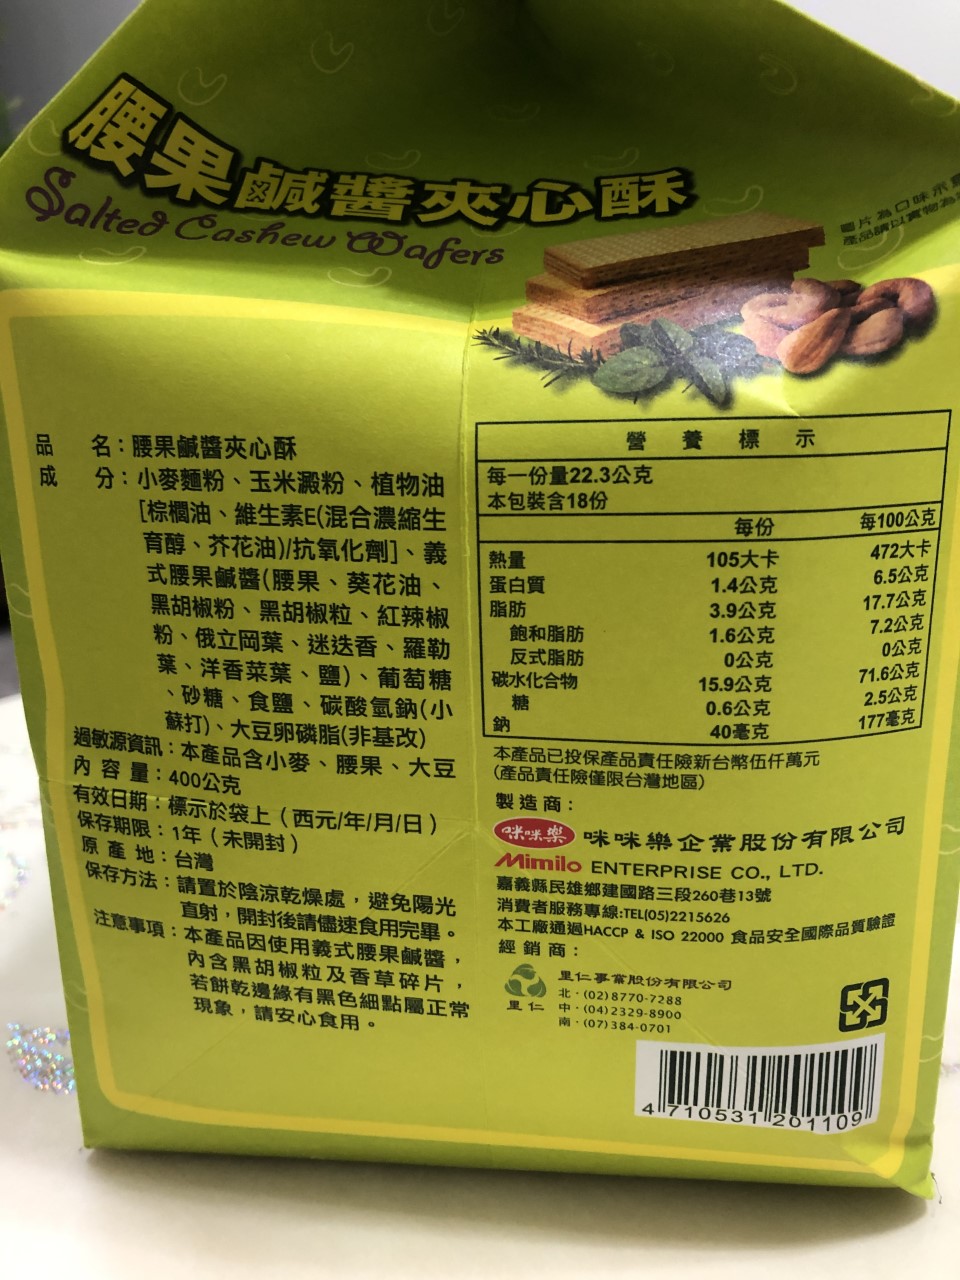 腰果鹹醬夾心酥
Salted Cashew Wafers
圖片為口味示
產品請以實物為
品　名：腰果鹹醬夾心酥
成　分：小麥麵粉、玉米澱粉、植物油
[棕櫚油、維生素E(混合濃縮生
育醇、芥花油)/抗氧化劑]、義
式腰果鹹醬(腰果、葵花油、
黑胡椒粉、黑胡椒粒、紅辣椒
粉、俄立岡葉、迷迭香、羅勒
葉、洋香菜葉、鹽)、葡萄糖
、砂糖、食鹽、碳酸氫鈉(小
蘇打)、大豆卵磷脂(非基改)
過敏源資訊：本產品含小麥、腰果、大豆
內容量：400公克
有效日期：標示於袋上（西元/年/月/日）
保存期限：1年（未開封）
原產地：台灣
保存方法：請置於陰涼乾燥處，避免陽光
直射，開封後請儘速食用完畢。
注意事項：本產品因使用義式腰果鹹醬，
內含黑胡椒粒及香草碎片，
若餅乾邊緣有黑色細點屬正常
現象，請安心食用。
營養標示
每一份量22.3公克
本包裝含18份
每份 每100公克
熱量 105大卡 472大卡
蛋白質 1.4公克 6.5公克
脂肪 3.9公克 17.7公克
飽和脂肪 1.6公克 7.2公克
反式脂肪 0公克 0公克
碳水化合物 15.9公克 71.6公克
糖 0.6公克 2.5公克
鈉 40毫克 177毫克
本產品已投保產品責任險新台幣伍仟萬元
（產品責任險僅限台灣地區）
製造商：
咪咪樂 咪咪樂企業股份有限公司
Mimilo ENTERPRISE CO., LTD.
嘉義縣民雄鄉建國路三段260巷13號
消費者服務專線:TEL(05)2215626
本工廠通過HACCP & ISO 22000 食品安全國際品質驗證
經銷商：
里仁事業股份有限公司
北‧(02)8770-7288
里仁 中‧(04)2329-8900
南‧(07)384-0701
4 710531 201109